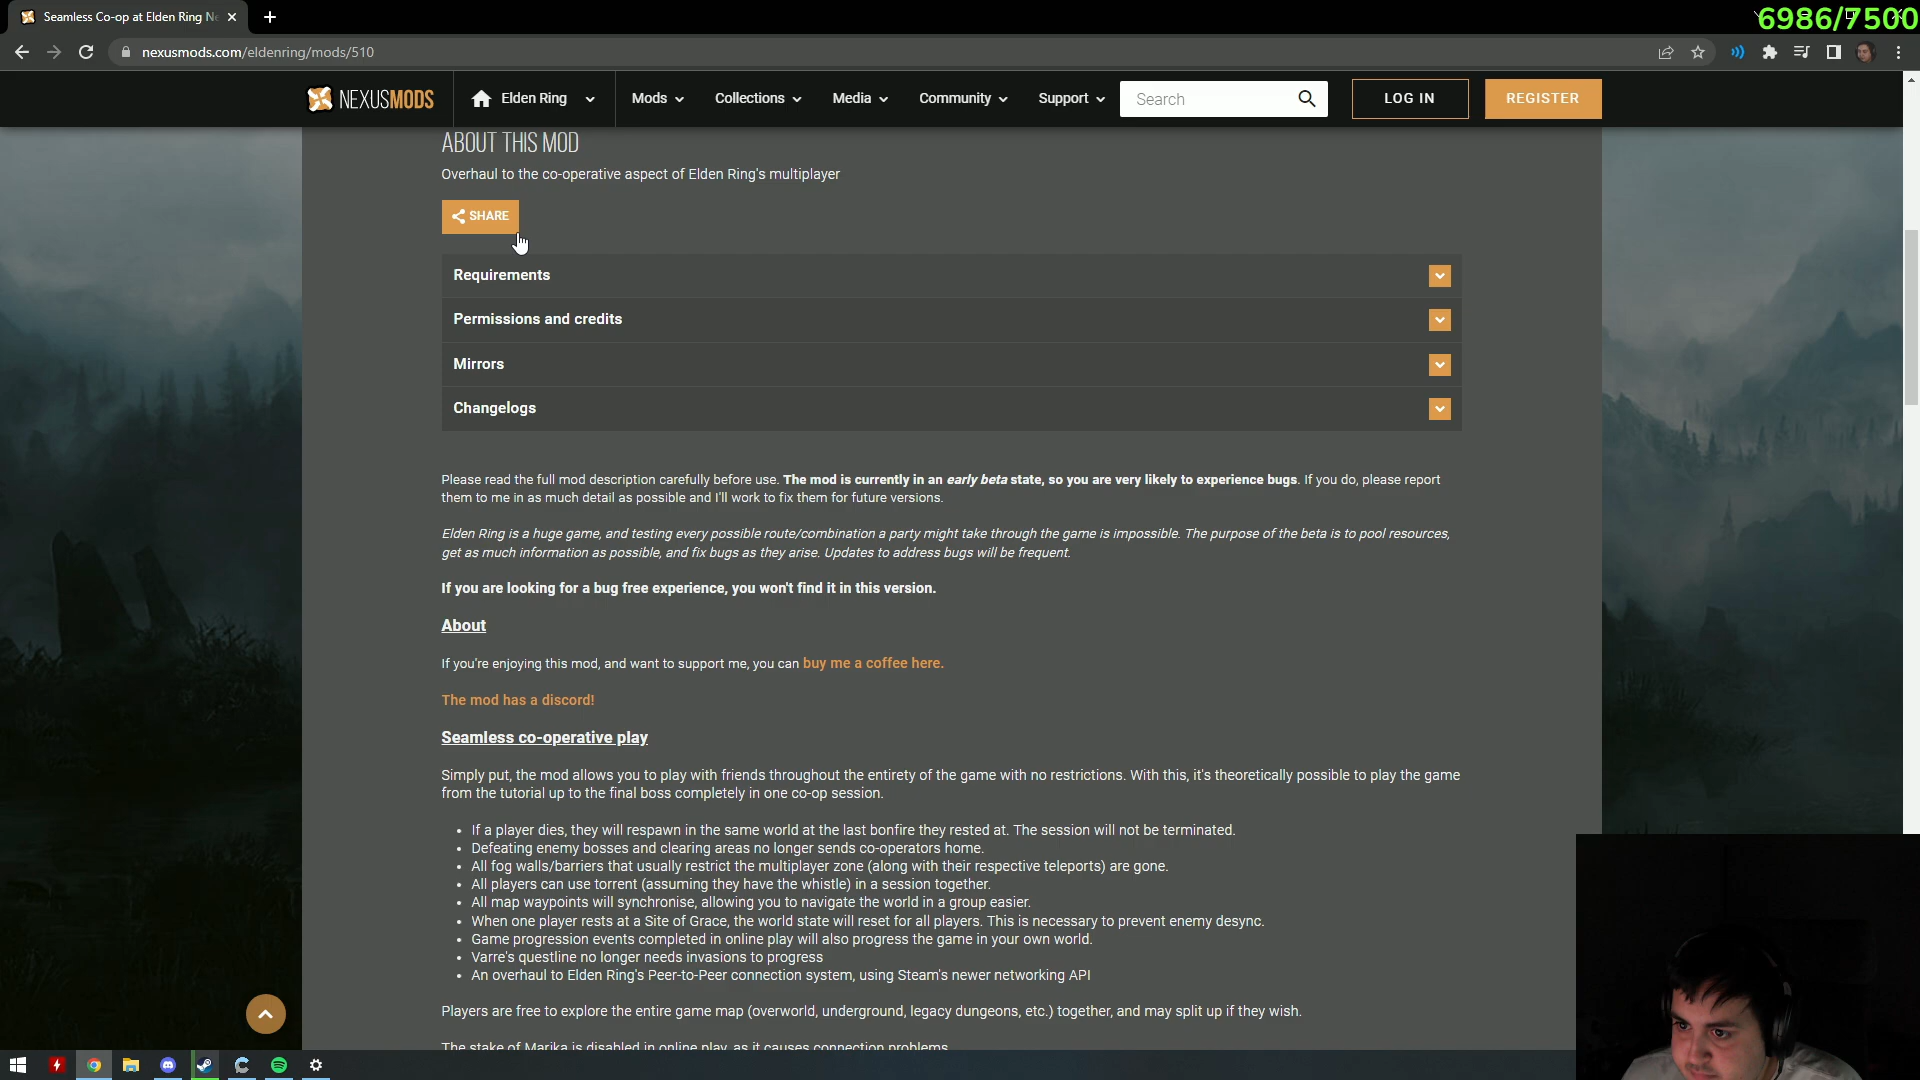 Seamless Co-op at Elden Ring Ne
6986/7500
nexusmods.com/eldenring/mods/510
NEXUSMODS
Elden Ring
Mods
Collections
Media
Community
Support
Search
LOG IN
REGISTER
ABOUT THIS MOD
Overhaul to the co-operative aspect of Elden Ring's multiplayer
SHARE
Requirements
Permissions and credits
Mirrors
Changelogs
Please read the full mod description carefully before use. The mod is currently in an early beta state, so you are very likely to experience bugs. If you do, please report
them to me in as much detail as possible and I'll work to fix them for future versions.
Elden Ring is a huge game, and testing every possible route/combination a party might take through the game is impossible. The purpose of the beta is to pool resources,
get as much information as possible, and fix bugs as they arise. Updates to address bugs will be frequent.
If you are looking for a bug free experience, you won't find it in this version.
About
If you're enjoying this mod, and want to support me, you can buy me a coffee here.
The mod has a discord!
Seamless co-operative play
Simply put, the mod allows you to play with friends throughout the entirety of the game with no restrictions. With this, it's theoretically possible to play the game
from the tutorial up to the final boss completely in one co-op session.
• If a player dies, they will respawn in the same world at the last bonfire they rested at. The session will not be terminated.
• Defeating enemy bosses and clearing areas no longer sends co-operators home.
• All fog walls/barriers that usually restrict the multiplayer zone (along with their respective teleports) are gone.
• All players can use torrent (assuming they have the whistle) in a session together.
• All map waypoints will synchronise, allowing you to navigate the world in a group easier.
• When one player rests at a Site of Grace, the world state will reset for all players. This is necessary to prevent enemy desync.
• Game progression events completed in online play will also progress the game in your own world.
• Varre's questline no longer needs invasions to progress
• An overhaul to Elden Ring's Peer-to-Peer connection system, using Steam's newer networking API
Players are free to explore the entire game map (overworld, underground, legacy dungeons, etc.) together, and may split up if they wish.
The stake of Marika is disabled in online play, as it causes connection problems